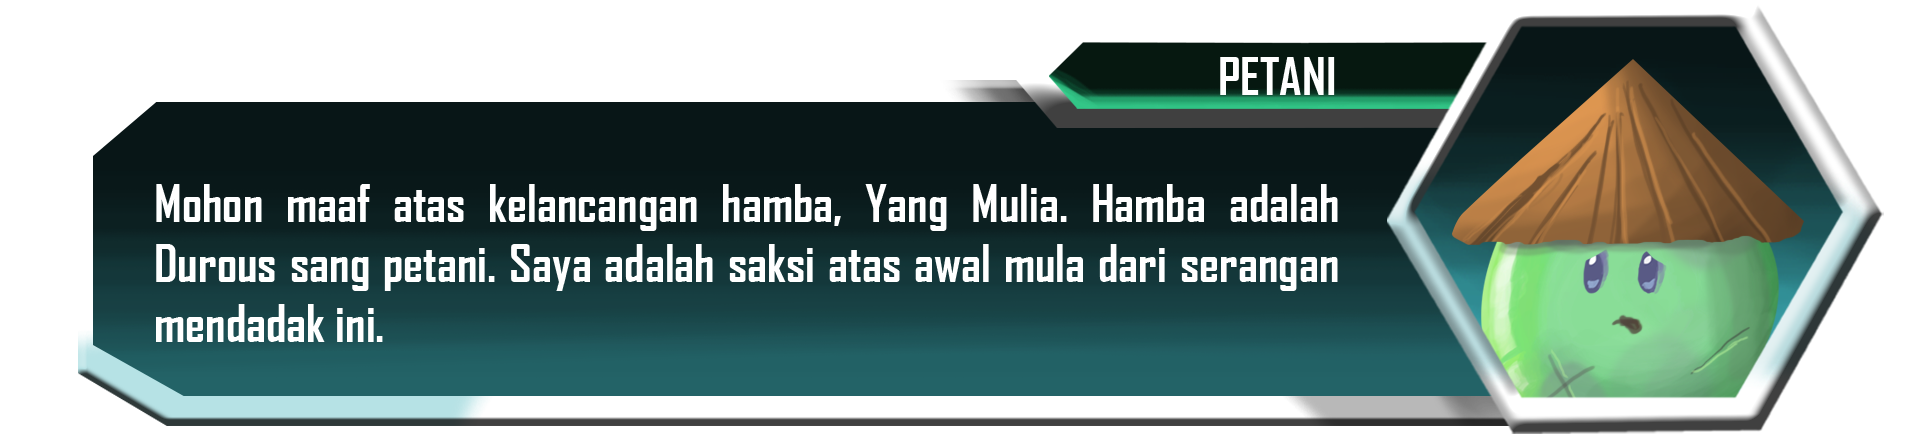 PETANI
Mohon maaf atas kelancangan hamba, Yang Mulia. Hamba adalah
Durous sang petani. Saya adalah saksi atas awal mula dari serangan
mendadak ini.